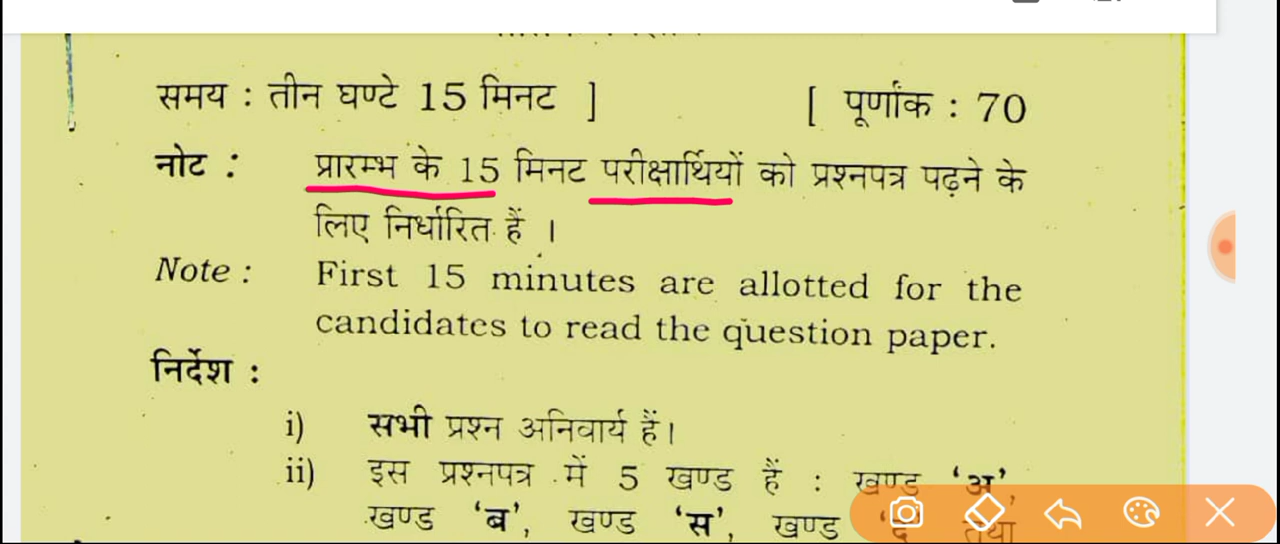 समय : तीन घण्टे 15 मिनट ] [ पूर्णांक : 70
नोट : प्रारम्भ के 15 मिनट परीक्षार्थियों को प्रश्नपत्र पढ़ने के
लिए निर्धारित हैं ।
Note : First 15 minutes are allotted for the
candidates to read the question paper.
निर्देश :
i) सभी प्रश्न अनिवार्य हैं।
ii) इस प्रश्नपत्र में 5 खण्ड हैं : खण्ड ‘अ’,
खण्ड ‘ब’, खण्ड ‘स’, खण्ड तथा